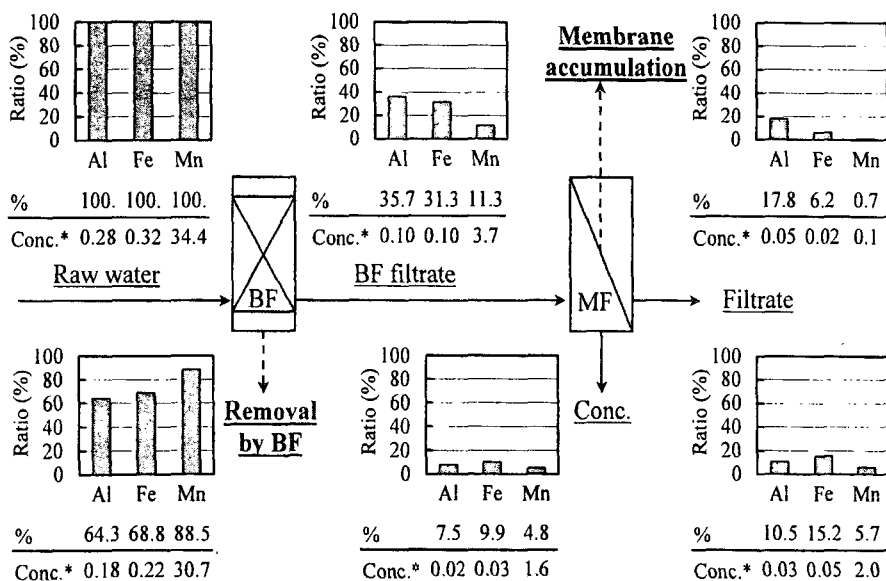 Ratio (%)
100
80
60
40
20
0
Al Fe Mn
% 100. 100. 100.
Conc.* 0.28 0.32 34.4
Raw water
BF
Ratio (%)
100
80
60
40
20
0
Al Fe Mn
% 35.7 31.3 11.3
Conc.* 0.10 0.10 3.7
BF filtrate
Membrane
accumulation
MF
Ratio (%)
100
80
60
40
20
0
Al Fe Mn
% 17.8 6.2 0.7
Conc.* 0.05 0.02 0.1
Filtrate
Ratio (%)
100
80
60
40
20
0
Al Fe Mn
% 64.3 68.8 88.5
Conc.* 0.18 0.22 30.7
Removal
by BF
Ratio (%)
100
80
60
40
20
0
Al Fe Mn
% 7.5 9.9 4.8
Conc.* 0.02 0.03 1.6
Conc.
Ratio (%)
100
80
60
40
20
0
Al Fe Mn
% 10.5 15.2 5.7
Conc.* 0.03 0.05 2.0